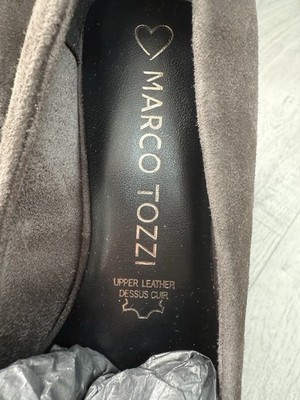 MARCO TOZZI
UPPER LEATHER
DESSUS CUIR